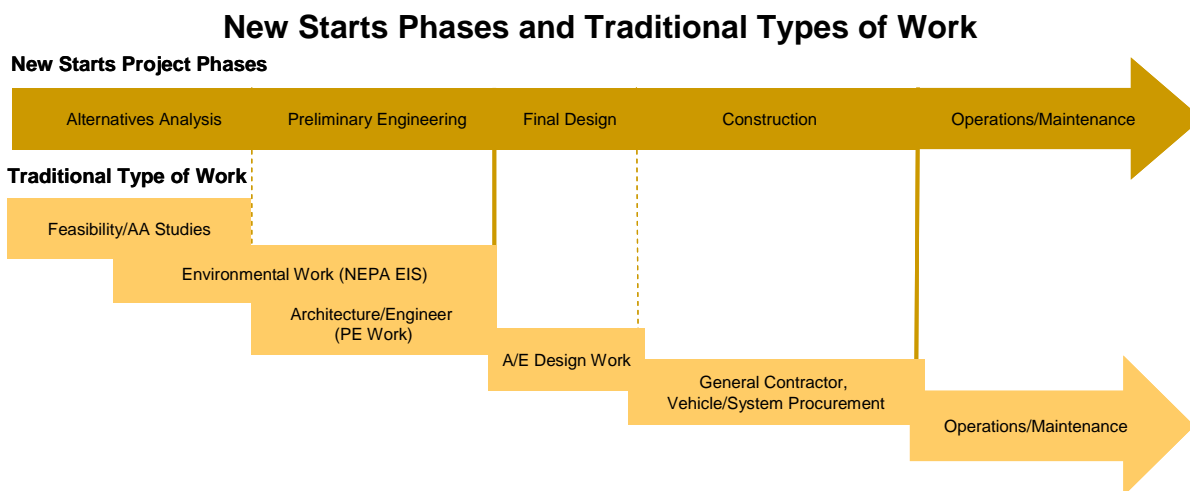 New Starts Phases and Traditional Types of Work
New Starts Project Phases
Alternatives Analysis
Preliminary Engineering
Final Design
Construction
Operations/Maintenance
Traditional Type of Work
Feasibility/AA Studies
Environmental Work (NEPA EIS)
Architecture/Engineer
(PE Work)
A/E Design Work
General Contractor,
Vehicle/System Procurement
Operations/Maintenance